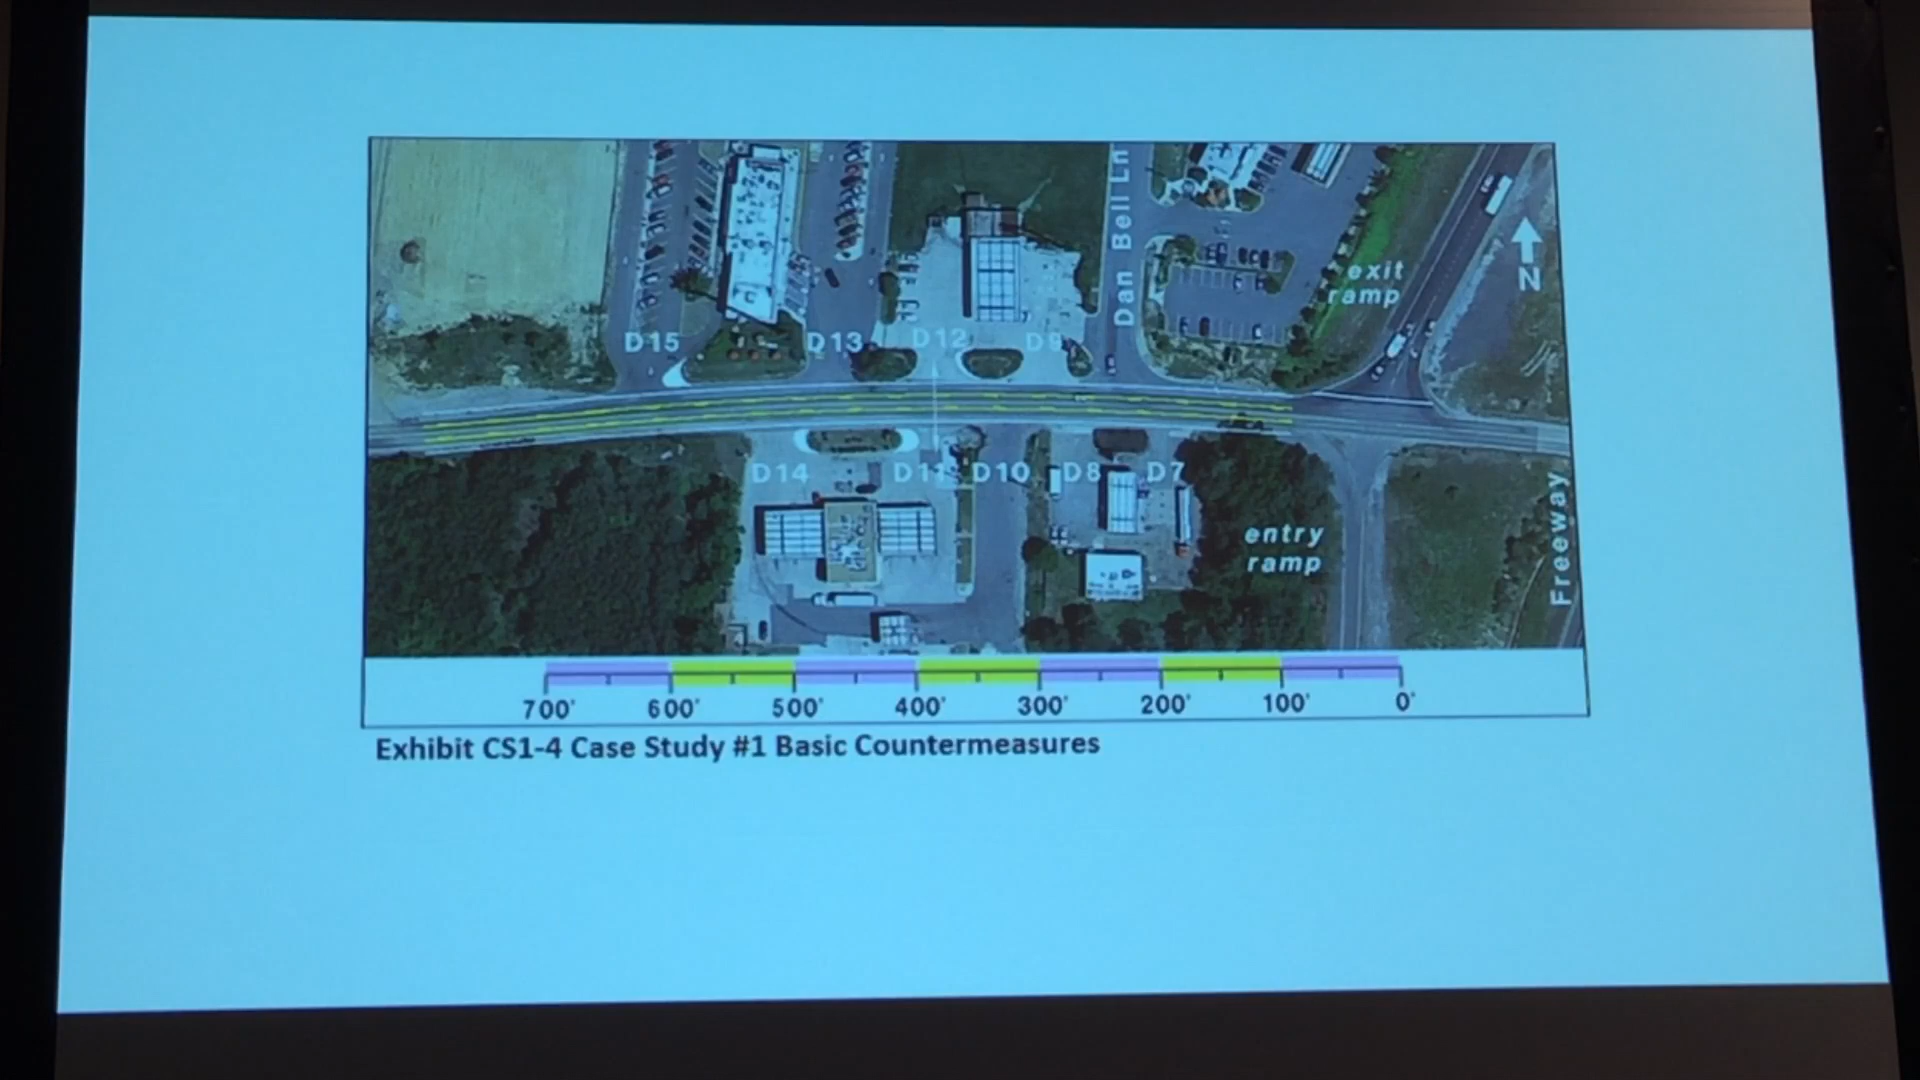 Dan Bell Ln
exit
ramp
N
D15
D13
D12
D9
D14
D11
D10
D8
D7
entry
ramp
Freeway
700'
600'
500'
400'
300'
200'
100'
0'
Exhibit CS1-4 Case Study #1 Basic Countermeasures